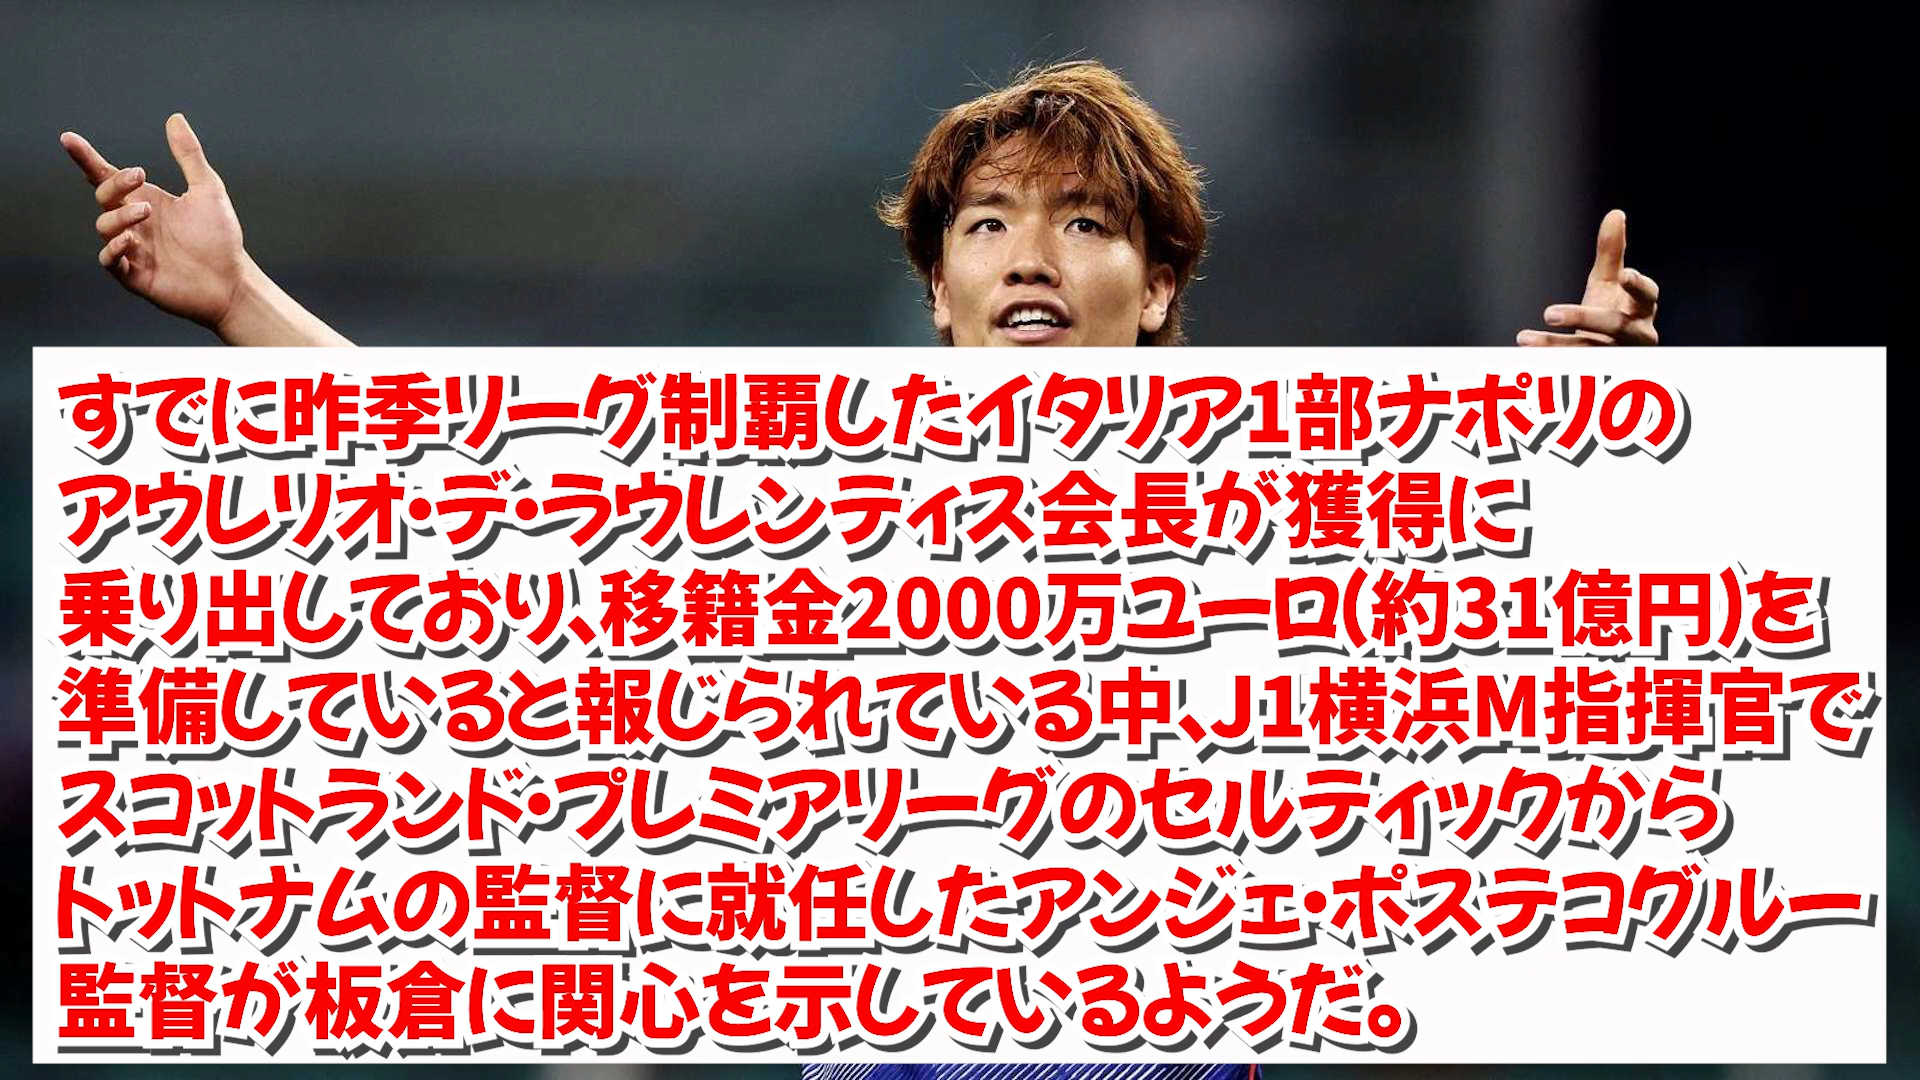 すでに昨季リーグ制覇したイタリア1部ナポリの
アウレリオ・デ・ラウレンティス会長が獲得に
乗り出しており、移籍金2000万ユーロ(約31億円)を
準備していると報じられている中、J1横浜M指揮官で
スコットランド・プレミアリーグのセルティックから
トットナムの監督に就任したアンジェ・ポステコグルー
監督が板倉に関心を示しているようだ。